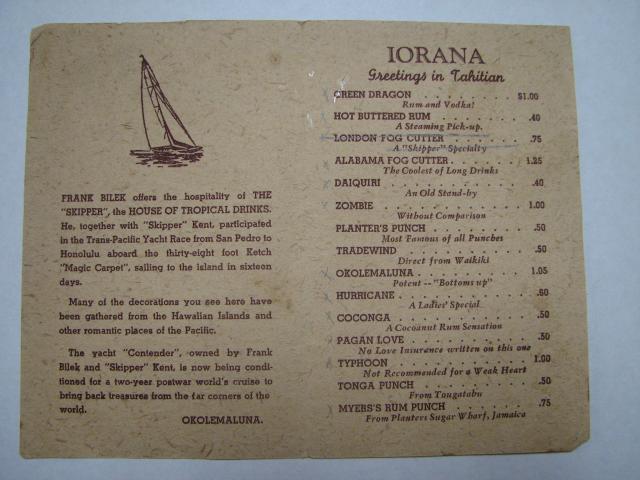 FRANK BILEK offers the hospitality of THE
"SKIPPER", the HOUSE OF TROPICAL DRINKS.
He, together with "Skipper" Kent, participated
in the Trans-Pacific Yacht Race from San Pedro to
Honolulu aboard the thirty-eight foot Ketch
"Magic Carpet", sailing to the island in sixteen
days.
Many of the decorations you see here have
been gathered from the Hawaiian Islands and
other romantic places of the Pacific.
The yacht "Contender", owned by Frank
Bilek and "Skipper" Kent, is now being condi-
tioned for a two-year postwar world's cruise to
bring back treasures from the far corners of the
world.
OKOLEMALUNA.
IORANA
Greetings in Tahitian
GREEN DRAGON . . . . . . . . $1.00
Rum and Vodka!
HOT BUTTERED RUM . . . . . . . .40
A Steaming Pick-up.
LONDON FOG CUTTER . . . . . . .75
A "Skipper" Specialty
ALABAMA FOG CUTTER . . . . . . 1.25
The Coolest of Long Drinks
DAIQUIRI . . . . . . . . . .40
An Old Stand-by
ZOMBIE . . . . . . . . . . 1.00
Without Comparison
PLANTER'S PUNCH . . . . . . . .50
Most Famous of all Punches
TRADEWIND . . . . . . . . . .50
Direct from Waikiki
OKOLEMALUNA . . . . . . . . 1.05
Potent -- "Bottoms up"
HURRICANE . . . . . . . . . .60
A Ladies' Special
COCONGA . . . . . . . . . . .50
A Cocoanut Rum Sensation
PAGAN LOVE . . . . . . . . . .50
No Love Insurance written on this one
TYPHOON . . . . . . . . . . 1.00
Not Recommended for a Weak Heart
TONGA PUNCH . . . . . . . . .50
From Tougatabu
MYERS'S RUM PUNCH . . . . . . .75
From Planters Sugar Wharf, Jamaica